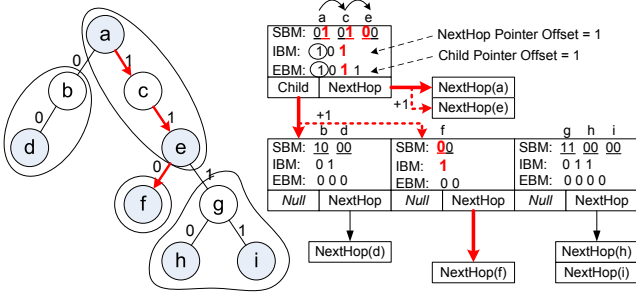 a
0
1
b
c
0
1
d
e
0
1
f
g
0
1
h
i
a c e
SBM: 01 01 00
IBM: 1 0 1
EBM: 1 0 1 1
Child NextHop
NextHop Pointer Offset = 1
Child Pointer Offset = 1
NextHop(a)
+1
NextHop(e)
+1
b d
SBM: 10 00
IBM: 0 1
EBM: 0 0 0
Null NextHop
NextHop(d)
f
SBM: 00
IBM: 1
EBM: 0 0
Null NextHop
NextHop(f)
g h i
SBM: 11 00 00
IBM: 0 1 1
EBM: 0 0 0 0
Null NextHop
NextHop(h)
NextHop(i)